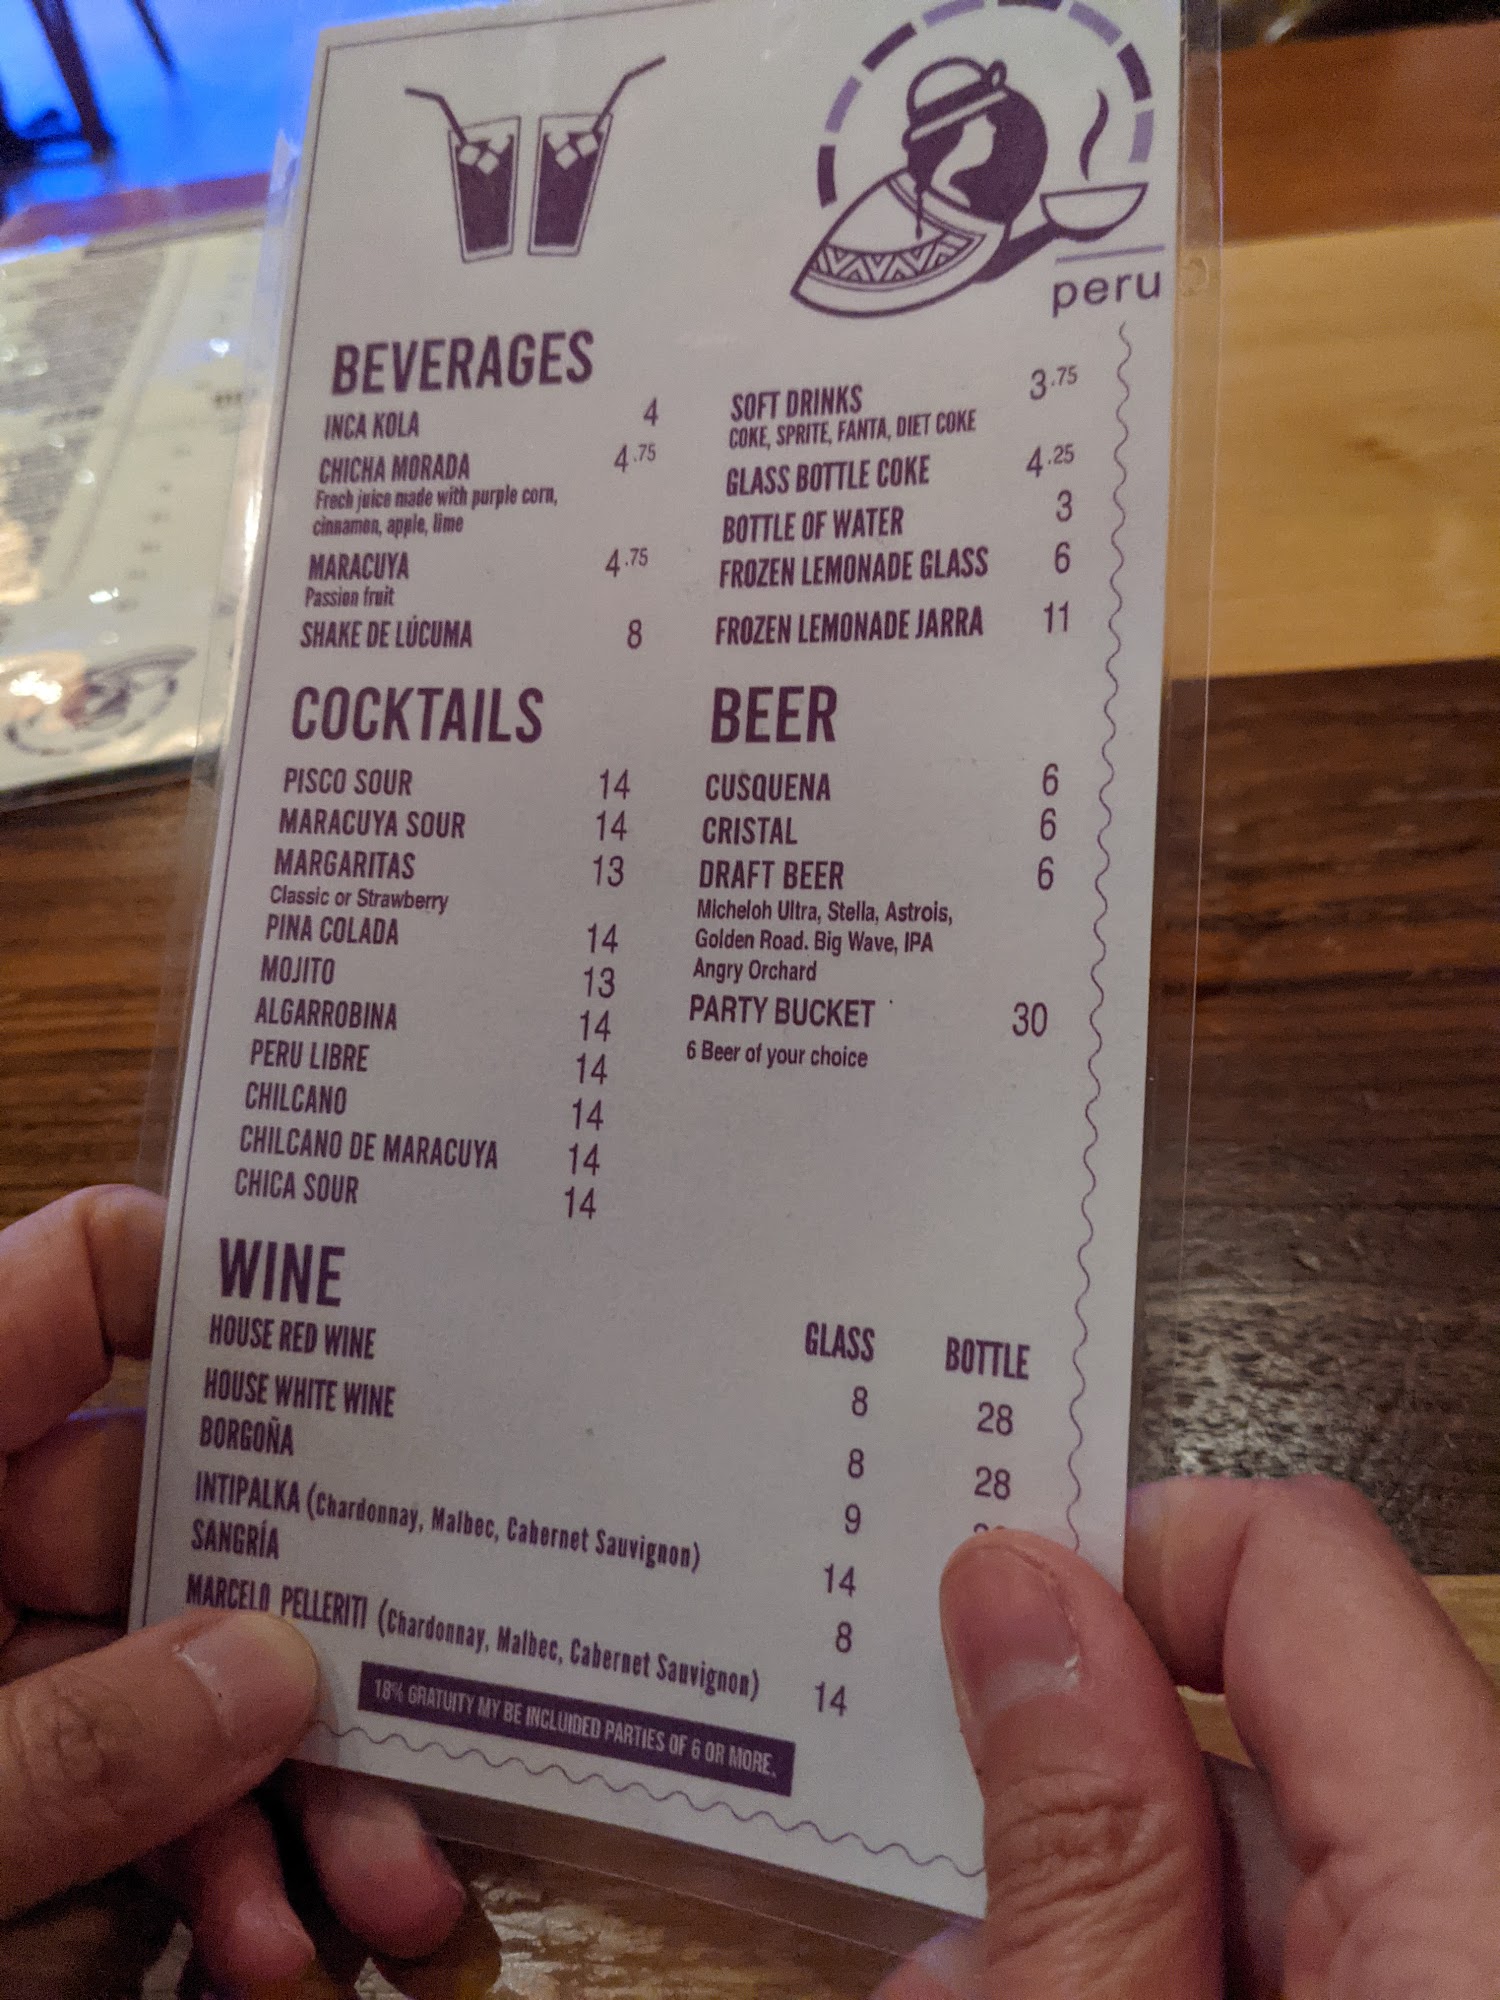 peru
BEVERAGES
INCA KOLA 4
CHICHA MORADA 4.75
Frech juice made with purple corn,
cinnamon, apple, lime
MARACUYA 4.75
Passion fruit
SHAKE DE LÚCUMA 8
SOFT DRINKS 3.75
COKE, SPRITE, FANTA, DIET COKE
GLASS BOTTLE COKE 4.25
BOTTLE OF WATER 3
FROZEN LEMONADE GLASS 6
FROZEN LEMONADE JARRA 11
COCKTAILS
PISCO SOUR 14
MARACUYA SOUR 14
MARGARITAS 13
Classic or Strawberry
PINA COLADA 14
MOJITO 13
ALGARROBINA 14
PERU LIBRE 14
CHILCANO 14
CHILCANO DE MARACUYA 14
CHICA SOUR 14
BEER
CUSQUENA 6
CRISTAL 6
DRAFT BEER 6
Micheloh Ultra, Stella, Astrois,
Golden Road. Big Wave, IPA
Angry Orchard
PARTY BUCKET 30
6 Beer of your choice
WINE
GLASS BOTTLE
HOUSE RED WINE 8 28
HOUSE WHITE WINE 8 28
BORGOÑA 9
INTIPALKA (Chardonnay, Malbec, Cabernet Sauvignon) 14
SANGRÍA 8
MARCELO PELLERITI (Chardonnay, Malbec, Cabernet Sauvignon) 14
18% GRATUITY MY BE INCLUIDED PARTIES OF 6 OR MORE.